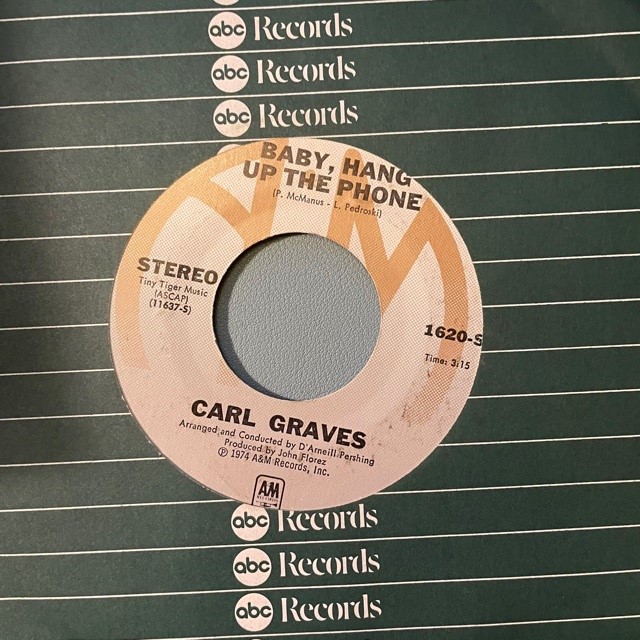 abc Records
abc Records
abc Records
BABY, HANG
UP THE PHONE
(P. McManus - L. Pedroski)
STEREO
Tiny Tiger Music
(ASCAP)
(11637-S)
1620-S
Time: 3:15
CARL GRAVES
Arranged and Conducted by D'Arneill Pershing
Produced by John Florez
℗ 1974 A&M Records, Inc.
AM
abc Records
abc Records
abc Records